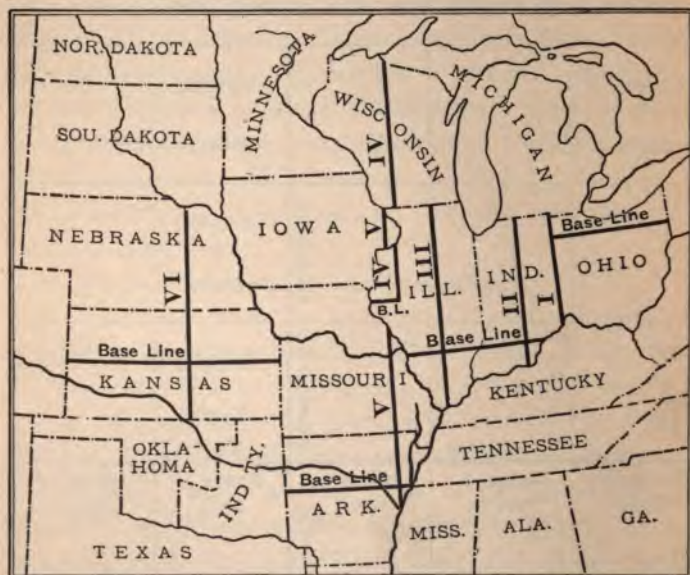 NOR. DAKOTA
MINNESOTA
WISCONSIN
MICHIGAN
SOU. DAKOTA
IV
NEBRASKA
IOWA
V
III
Base Line
VI
IV
ILL.
IND.
II
I
OHIO
B.L.
Base Line
Base Line
KANSAS
MISSOURI
V
KENTUCKY
OKLA-
HOMA
IND TY.
TENNESSEE
Base Line
ARK.
MISS.
ALA.
GA.
TEXAS